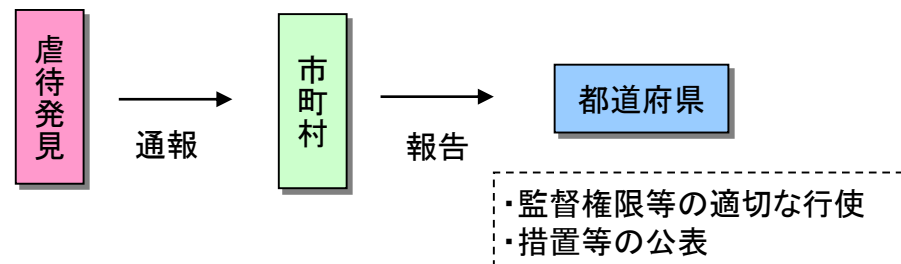 虐待発見
通報
市町村
報告
都道府県
・監督権限等の適切な行使
・措置等の公表